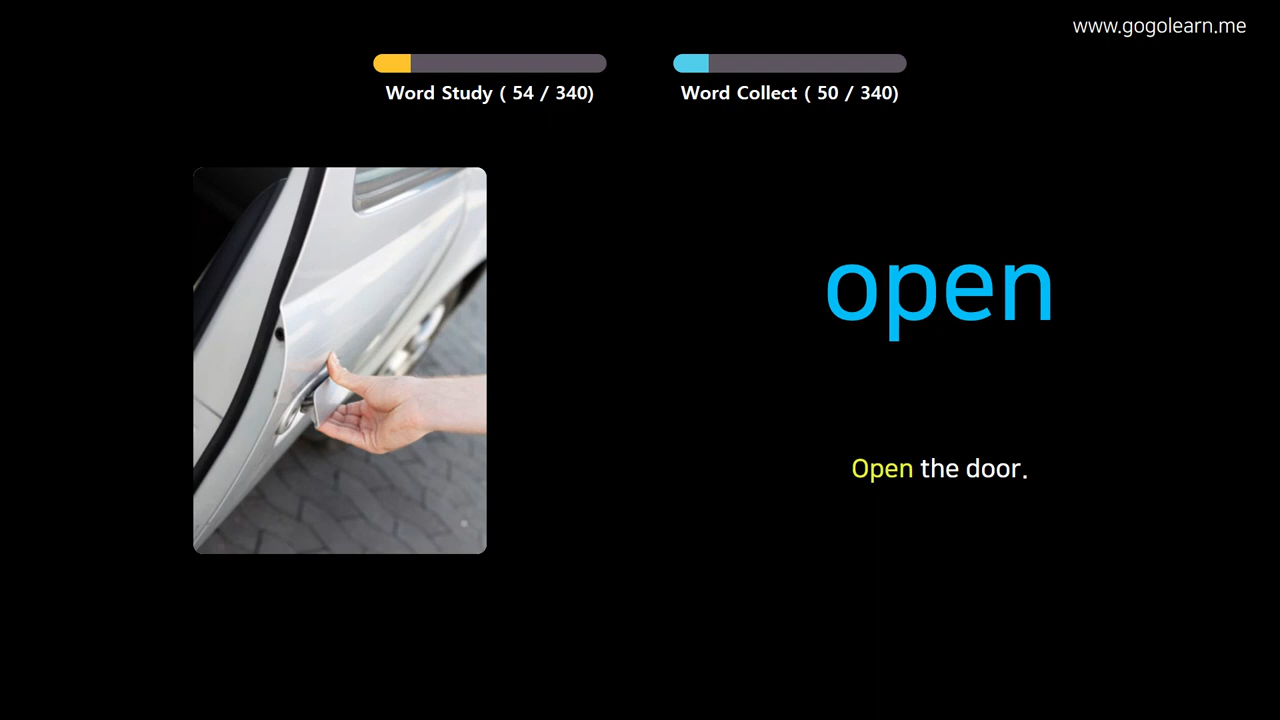 www.gogolearn.me
Word Study ( 54 / 340)
Word Collect ( 50 / 340)
open
Open the door.